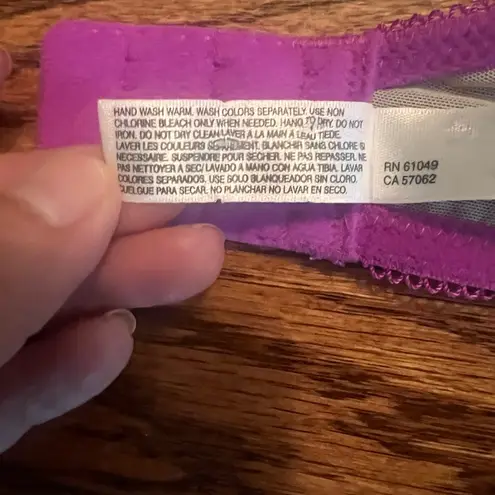 HAND WASH WARM. WASH COLORS SEPARATELY. USE NON
CHLORINE BLEACH ONLY WHEN NEEDED. HANG TO DRY. DO NOT
IRON. DO NOT DRY CLEAN LAVER A LA MAIN À L'EAU TIEDE.
LAVER LES COULEURS SEPAREMENT. BLANCHIR SANS CHLORE SI
NECESSAIRE. SUSPENDRE POUR SECHER. NE PAS REPASSER. NE
PAS NETTOYER A SEC/ LAVADO A MANO CON AGUA TIBIA. LAVAR
COLORES SEPARADOS. USE SOLO BLANQUEADOR SIN CLORO.
CUELGUE PARA SECAR. NO PLANCHAR NO LAVAR EN SECO.
RN 61049
CA 57062